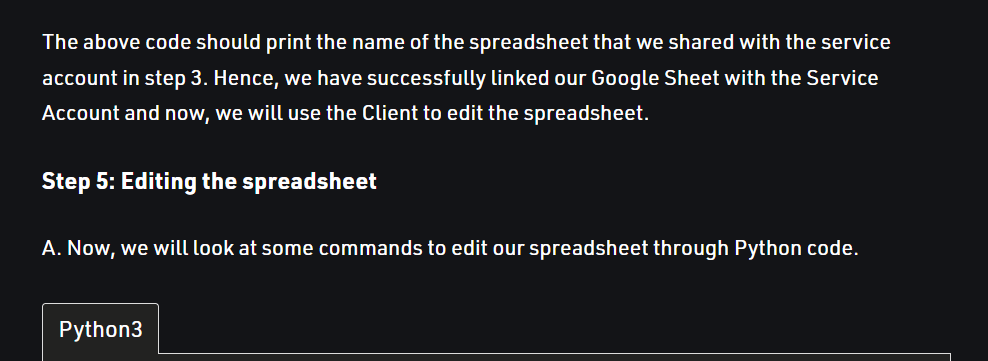 The above code should print the name of the spreadsheet that we shared with the service
account in step 3. Hence, we have successfully linked our Google Sheet with the Service
Account and now, we will use the Client to edit the spreadsheet.
Step 5: Editing the spreadsheet
A. Now, we will look at some commands to edit our spreadsheet through Python code.
Python3